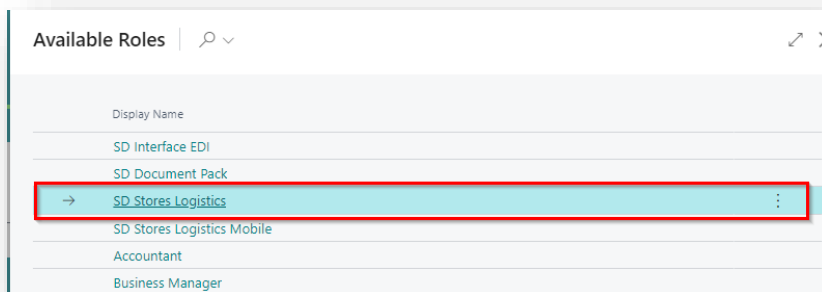 Available Roles
Display Name
SD Interface EDI
SD Document Pack
SD Stores Logistics
SD Stores Logistics Mobile
Accountant
Business Manager